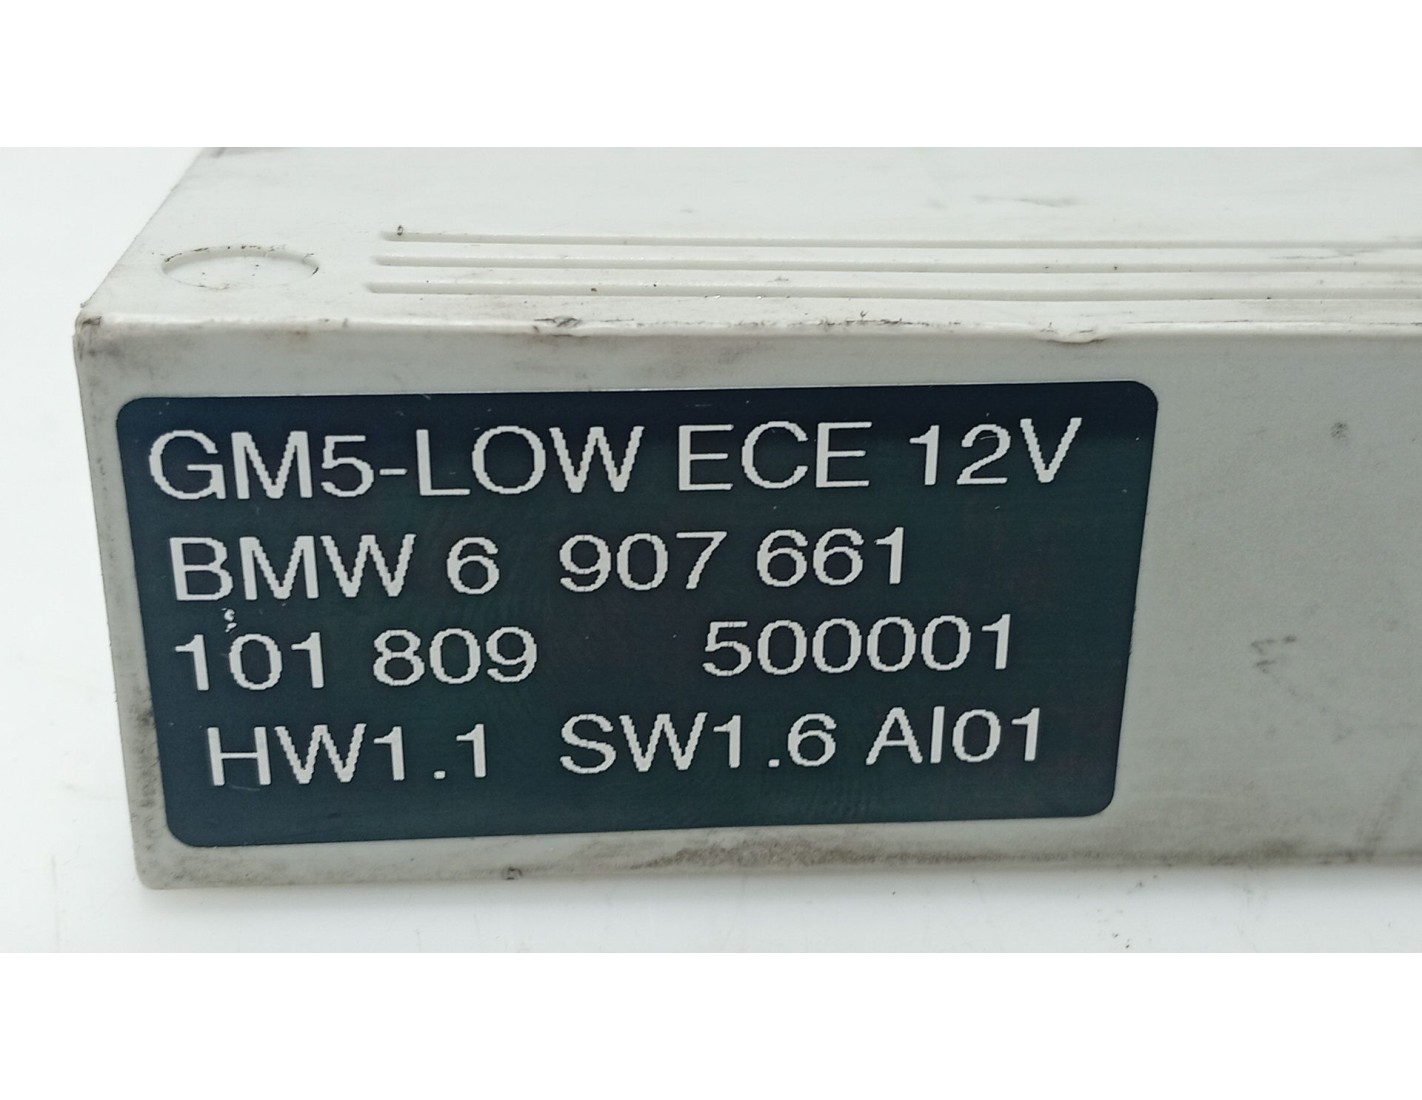 GM5-LOW ECE 12V
BMW 6 907 661
101 809 500001
HW1.1 SW1.6 AI01